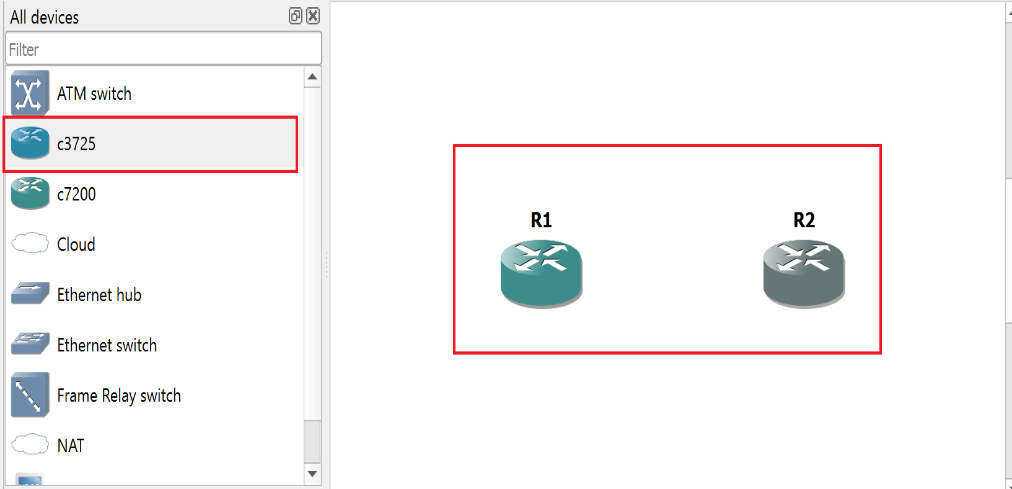 All devices
Filter
ATM switch
c3725
c7200
Cloud
Ethernet hub
Ethernet switch
Frame Relay switch
NAT
R1
R2